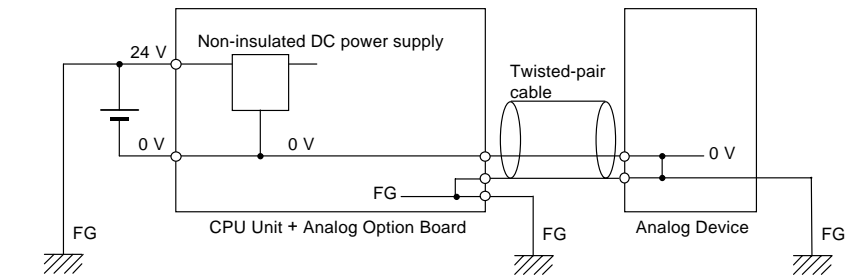 24 V
Non-insulated DC power supply
Twisted-pair
cable
0 V
0 V
0 V
FG
FG
CPU Unit + Analog Option Board
FG
Analog Device
FG